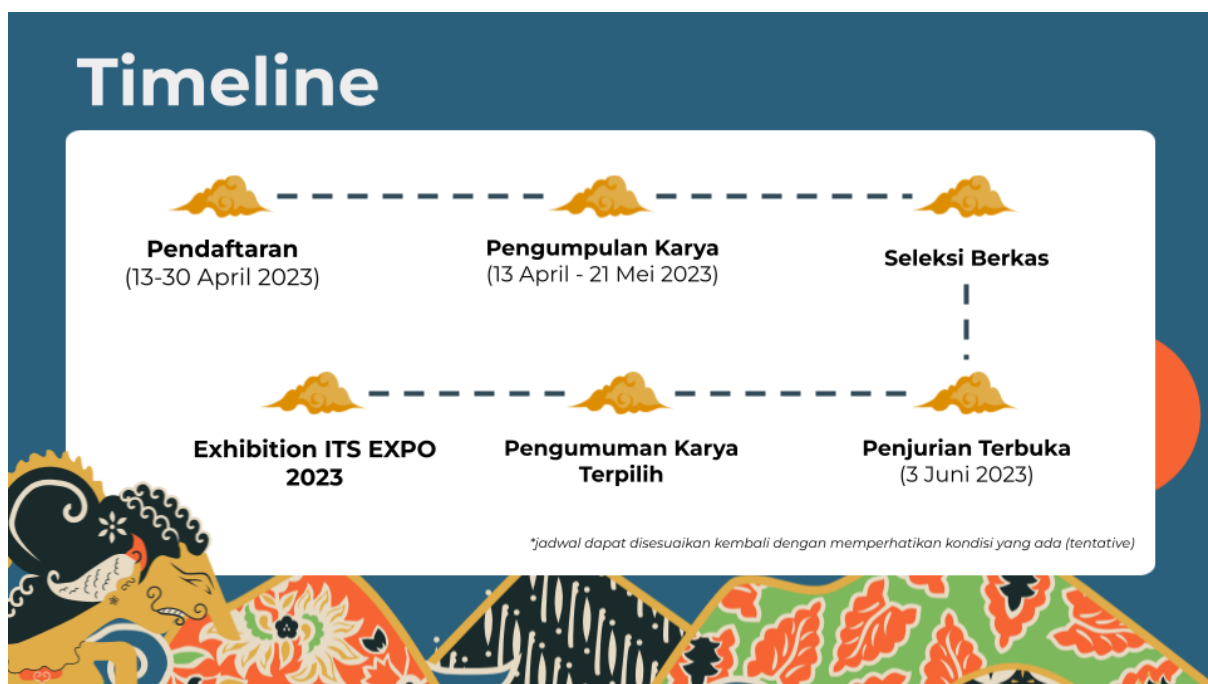 Timeline
Pendaftaran
(13-30 April 2023)
Pengumpulan Karya
(13 April - 21 Mei 2023)
Seleksi Berkas
Penjurian Terbuka
(3 Juni 2023)
Pengumuman Karya
Terpilih
Exhibition ITS EXPO
2023
*jadwal dapat disesuaikan kembali dengan memperhatikan kondisi yang ada (tentative)